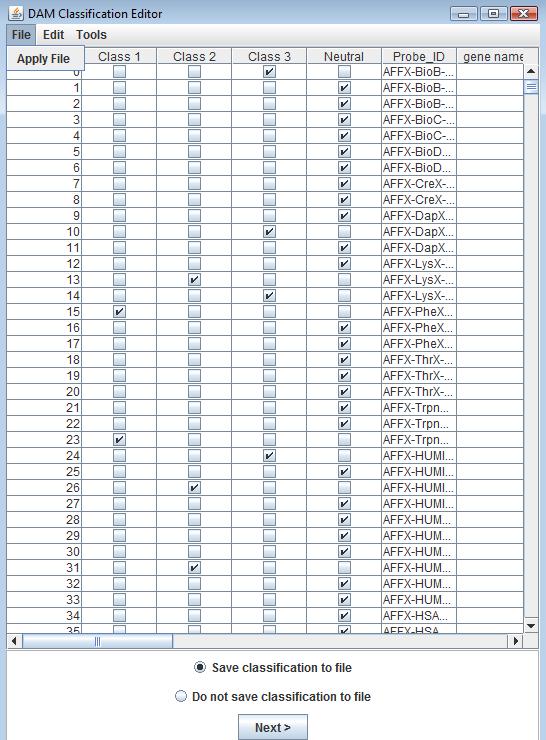 DAM Classification Editor
File Edit Tools
Apply File
Class 1 Class 2 Class 3 Neutral Probe_ID gene name
0 AFFX-BioB-...
1 AFFX-BioB-...
2 AFFX-BioB-...
3 AFFX-BioC-...
4 AFFX-BioC-...
5 AFFX-BioD...
6 AFFX-BioD...
7 AFFX-CreX-...
8 AFFX-CreX-...
9 AFFX-DapX...
10 AFFX-DapX...
11 AFFX-DapX...
12 AFFX-LysX-...
13 AFFX-LysX-...
14 AFFX-LysX-...
15 AFFX-PheX...
16 AFFX-PheX...
17 AFFX-PheX...
18 AFFX-ThrX-...
19 AFFX-ThrX-...
20 AFFX-ThrX-...
21 AFFX-Trpn...
22 AFFX-Trpn...
23 AFFX-Trpn...
24 AFFX-HUMI...
25 AFFX-HUMI...
26 AFFX-HUMI...
27 AFFX-HUM...
28 AFFX-HUM...
29 AFFX-HUM...
30 AFFX-HUM...
31 AFFX-HUM...
32 AFFX-HUM...
33 AFFX-HUM...
34 AFFX-HSA...
35 AFFX-HSA
Save classification to file
Do not save classification to file
Next >